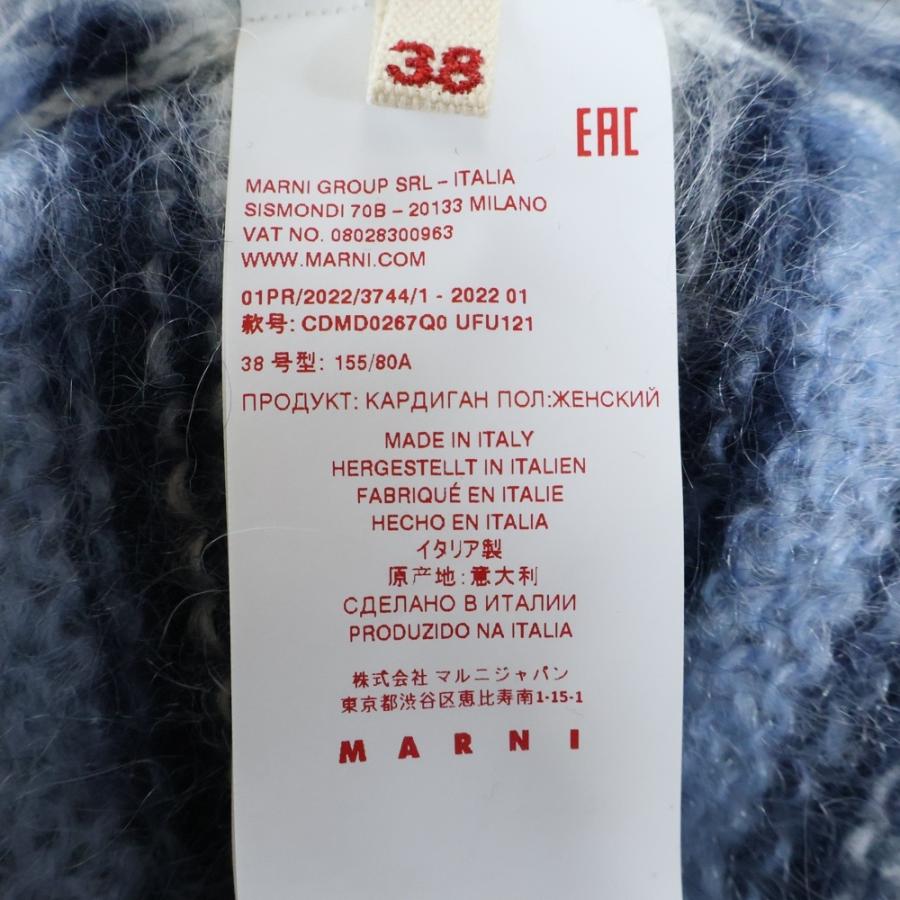 38
EAC
MARNI GROUP SRL – ITALIA
SISMONDI 70B – 20133 MILANO
VAT NO. 08028300963
WWW.MARNI.COM
01PR/2022/3744/1 - 2022 01
款号: CDMD0267Q0 UFU121
38 号型: 155/80A
ПРОДУКТ: КАРДИГАН ПОЛ:ЖЕНСКИЙ
MADE IN ITALY
HERGESTELLT IN ITALIEN
FABRIQUÉ EN ITALIE
HECHO EN ITALIA
イタリア製
原产地:意大利
СДЕЛАНО В ИТАЛИИ
PRODUZIDO NA ITALIA
株式会社 マルニジャパン
東京都渋谷区恵比寿南1-15-1
MARNI